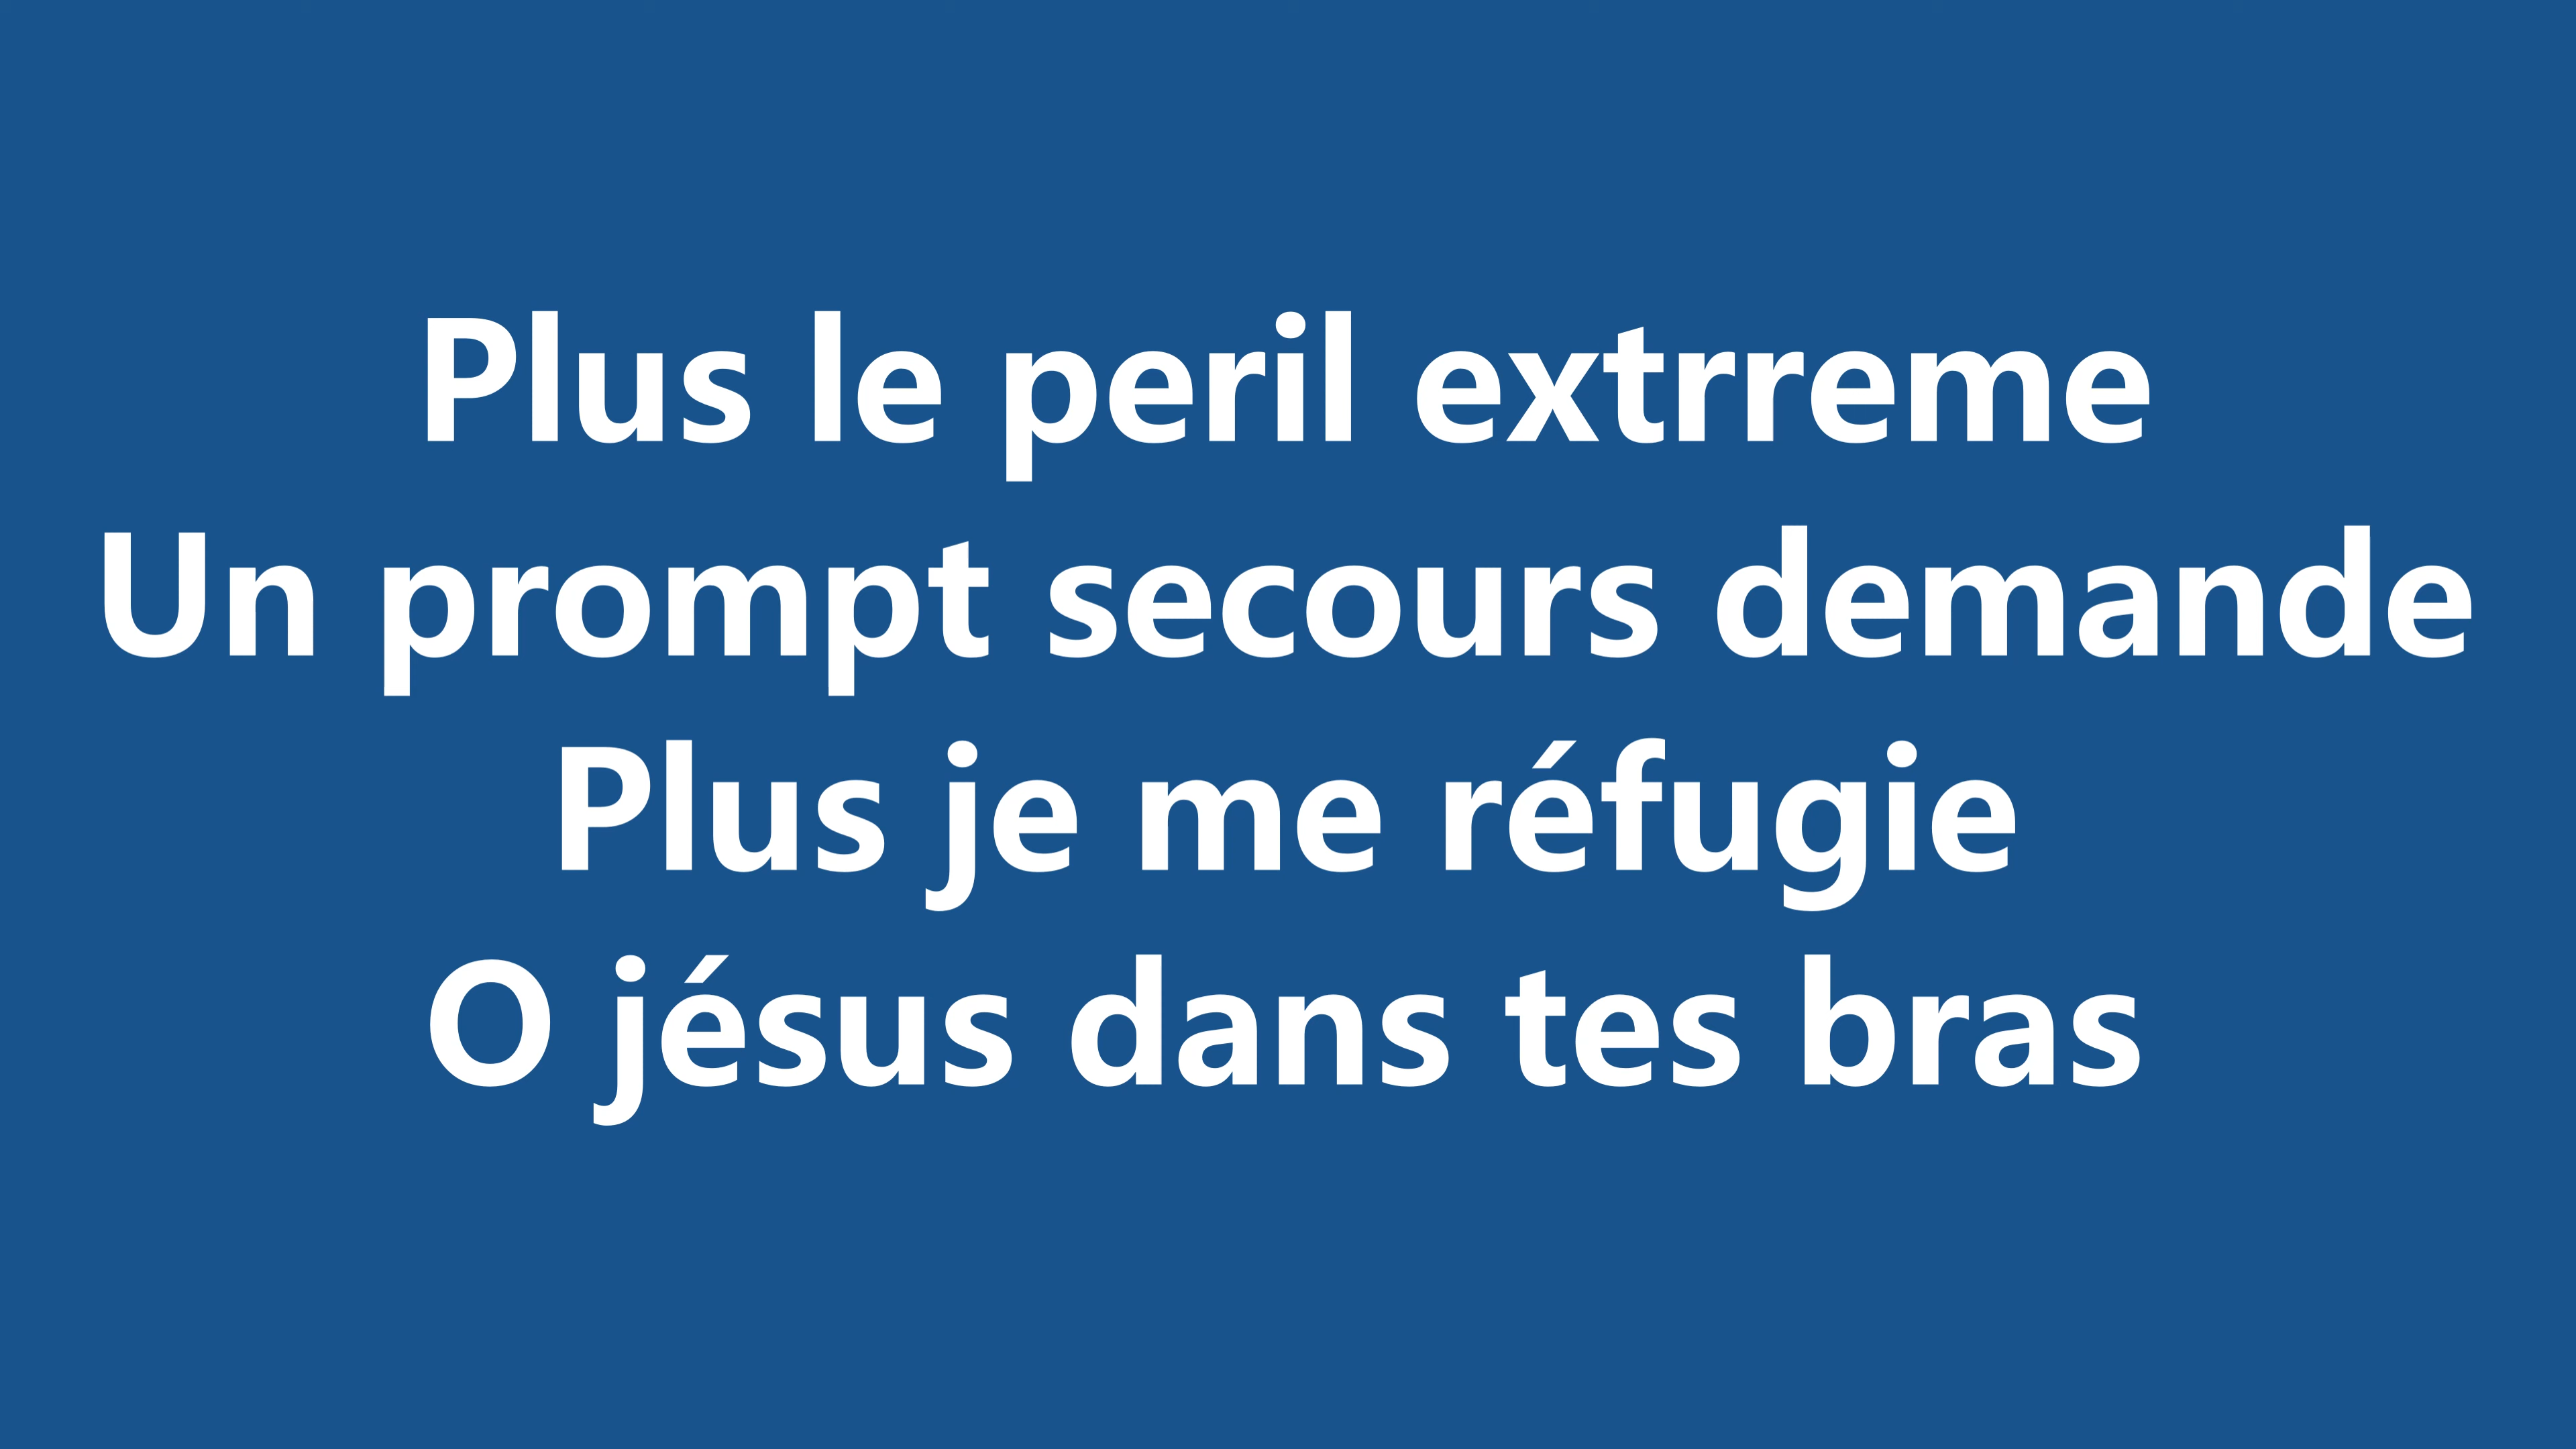 Plus le peril extrreme
Un prompt secours demande
Plus je me réfugie
O jésus dans tes bras